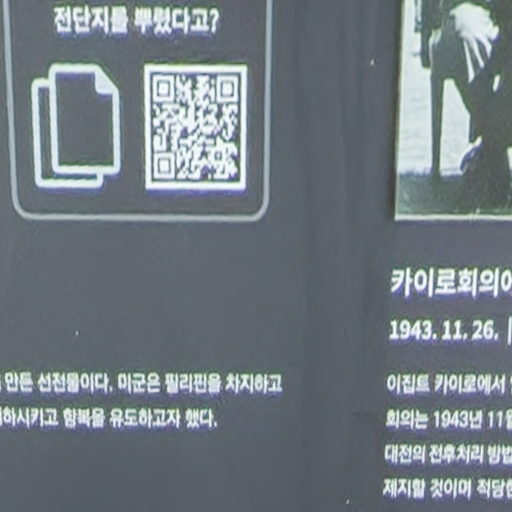 전단지를 뿌렸다고?
만든 선전물이다. 미군은 필리핀을 차지하고
하시키고 항복을 유도하고자 했다.
카이로회의에
1943. 11. 26. |
이집트 카이로에서
회의는 1943년 11월
대전의 전후처리 방법
제지할 것이며 적당한